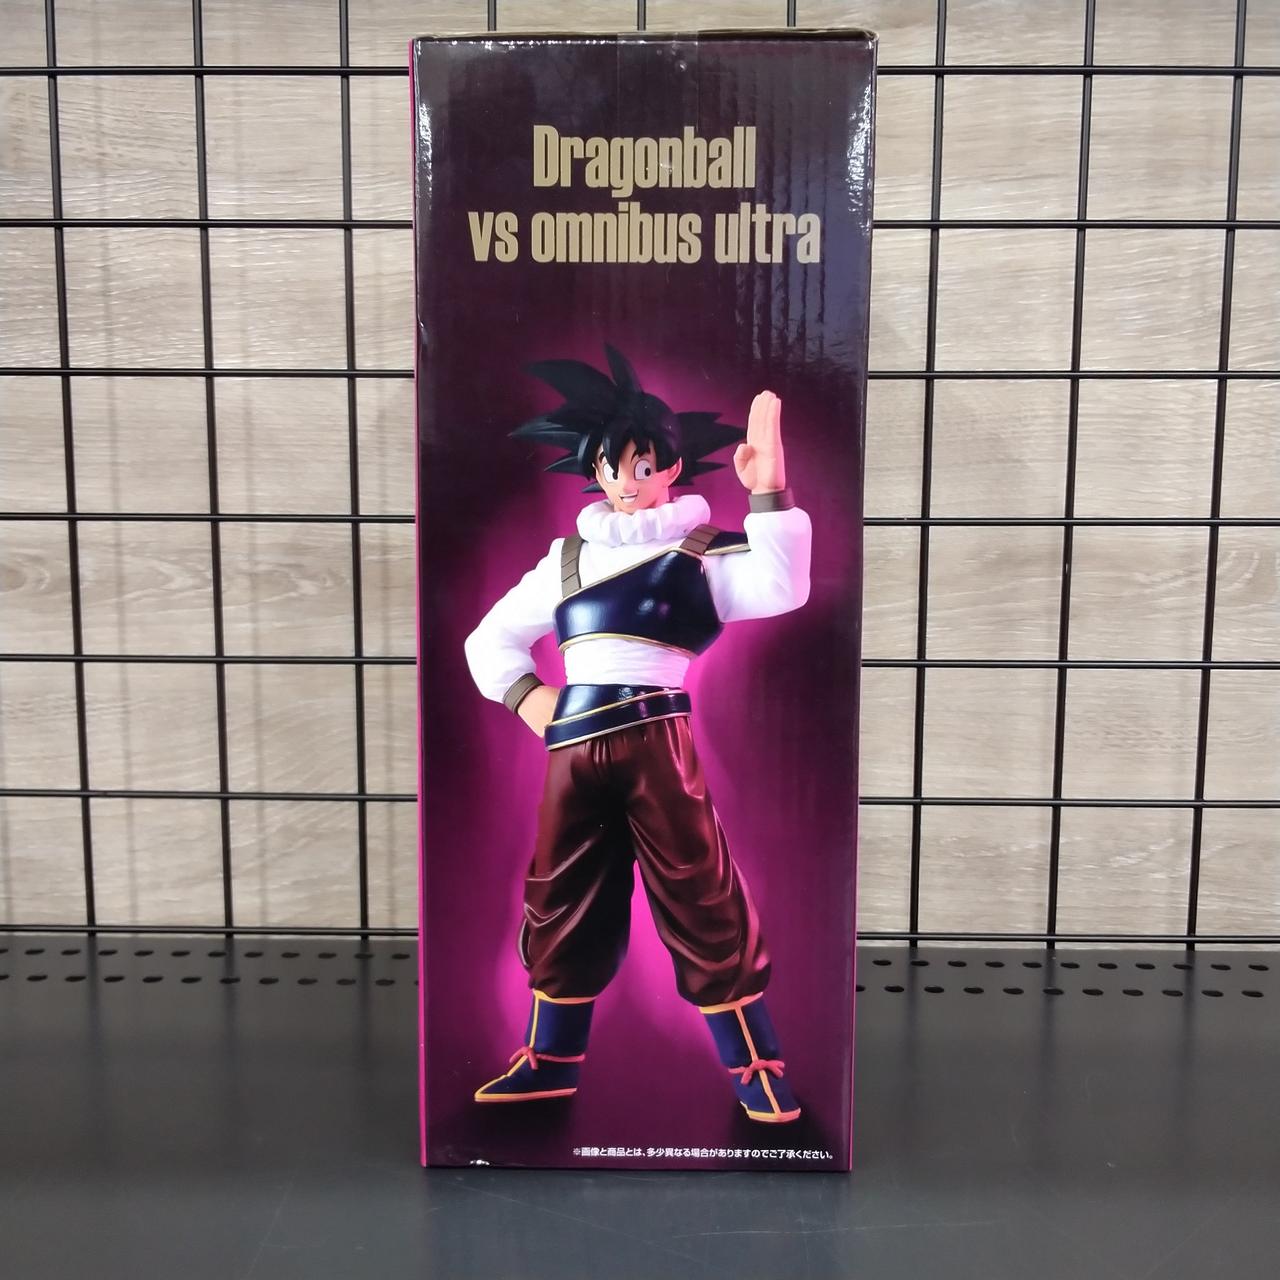 Dragonball
vs omnibus ultra
※画像と商品とは、多少異なる場合がありますのでご了承ください。